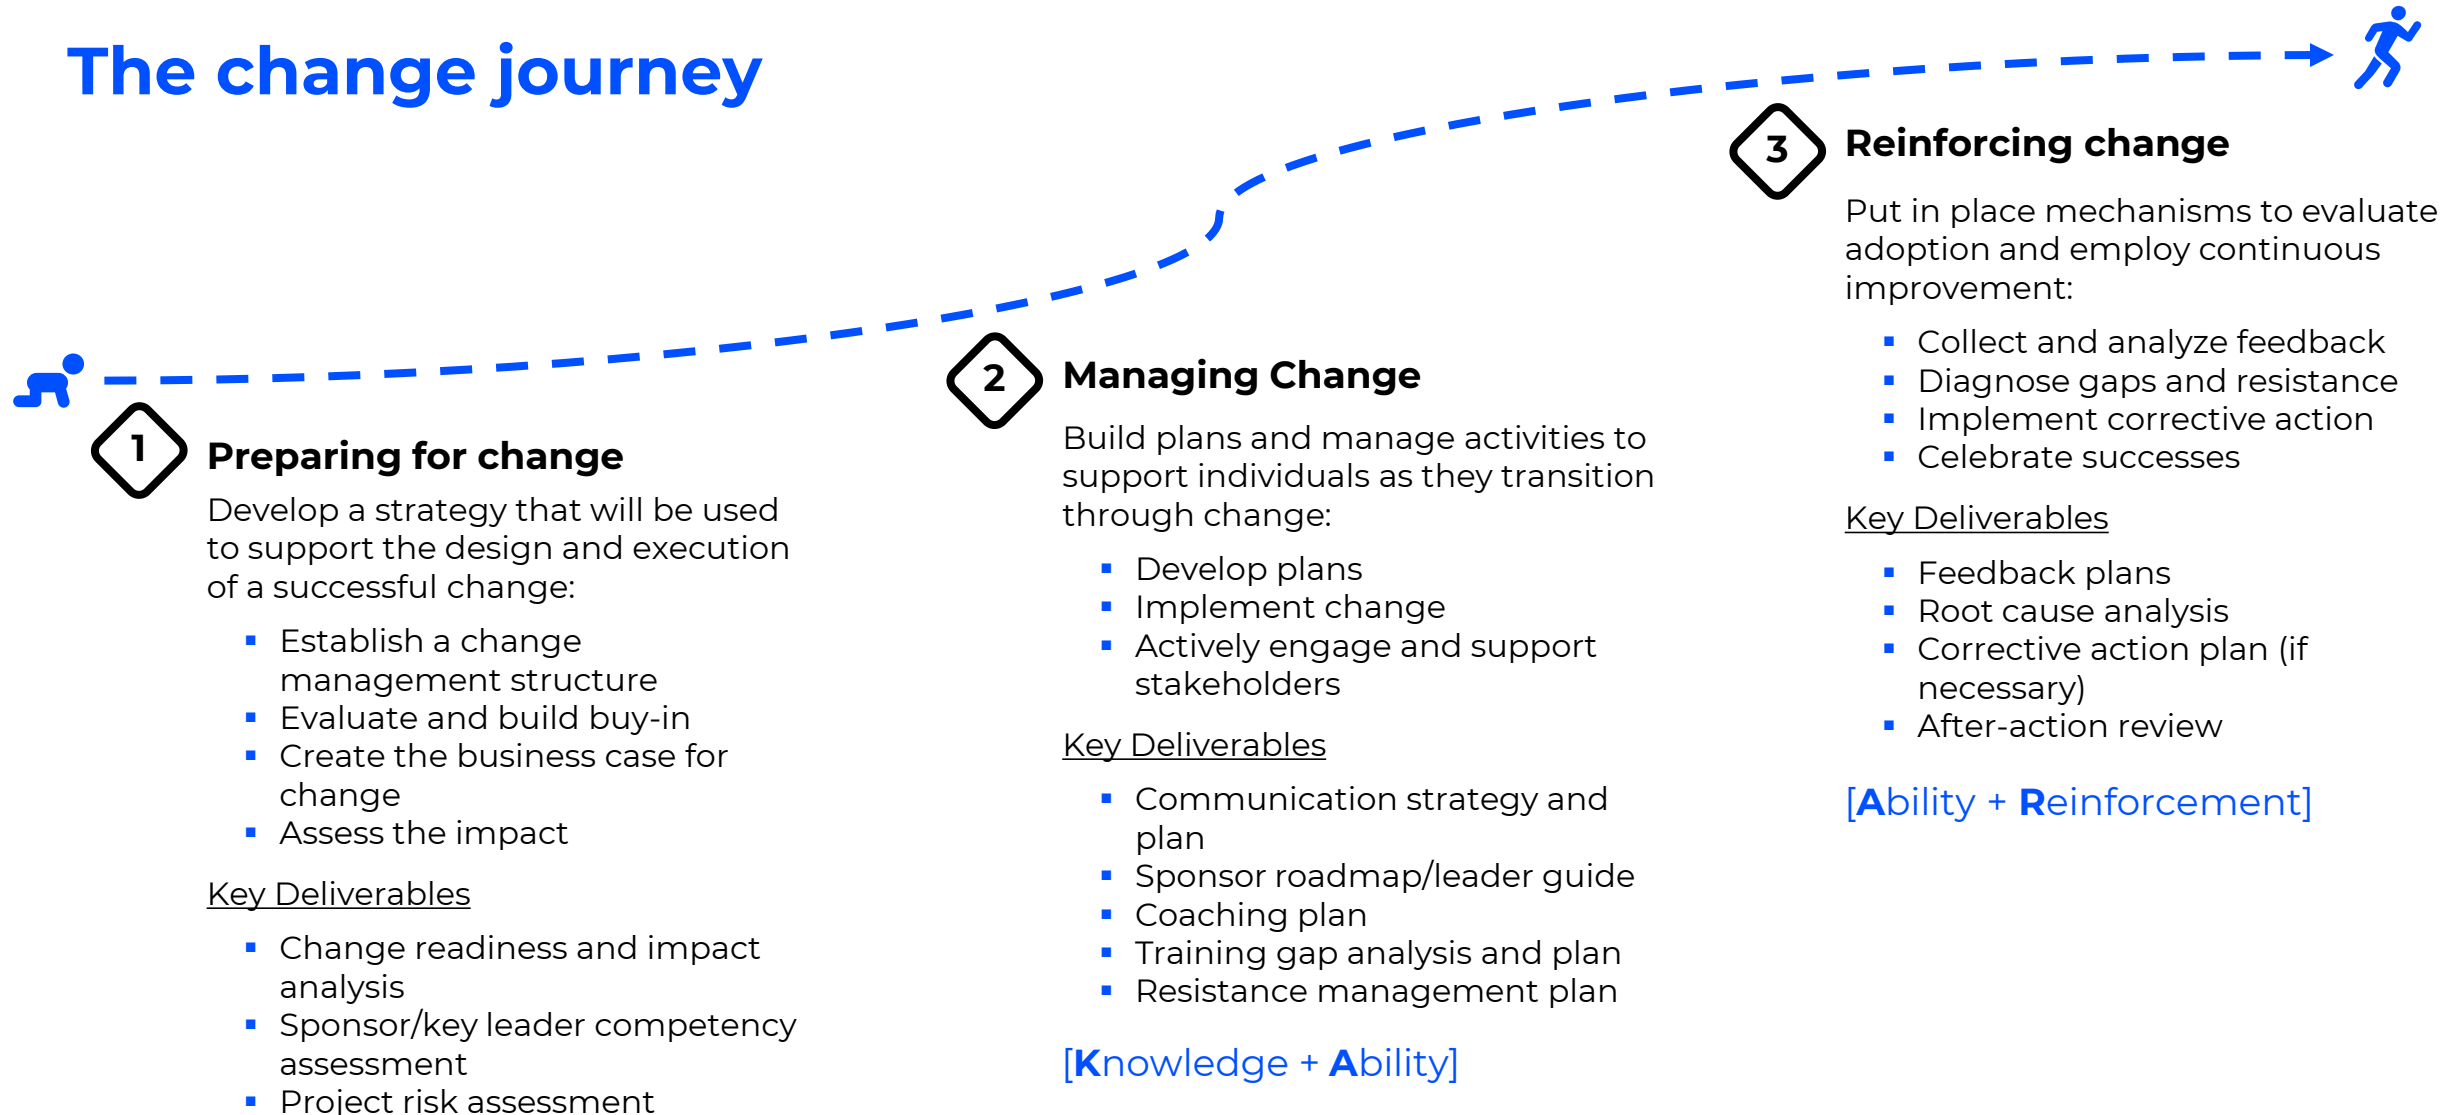 The change journey
1
Preparing for change
Develop a strategy that will be used
to support the design and execution
of a successful change:
▪ Establish a change
management structure
▪ Evaluate and build buy-in
▪ Create the business case for
change
▪ Assess the impact
Key Deliverables
▪ Change readiness and impact
analysis
▪ Sponsor/key leader competency
assessment
▪ Project risk assessment
2
Managing Change
Build plans and manage activities to
support individuals as they transition
through change:
▪ Develop plans
▪ Implement change
▪ Actively engage and support
stakeholders
Key Deliverables
▪ Communication strategy and
plan
▪ Sponsor roadmap/leader guide
▪ Coaching plan
▪ Training gap analysis and plan
▪ Resistance management plan
[Knowledge + Ability]
3
Reinforcing change
Put in place mechanisms to evaluate
adoption and employ continuous
improvement:
▪ Collect and analyze feedback
▪ Diagnose gaps and resistance
▪ Implement corrective action
▪ Celebrate successes
Key Deliverables
▪ Feedback plans
▪ Root cause analysis
▪ Corrective action plan (if
necessary)
▪ After-action review
[Ability + Reinforcement]